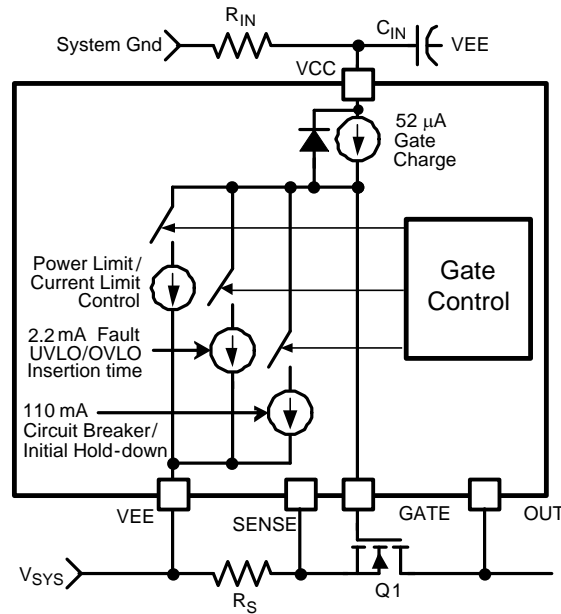 R_IN
C_IN
System Gnd
VEE
VCC
52 μA
Gate
Charge
Power Limit/
Current Limit
Control
Gate
Control
2.2 mA Fault
UVLO/OVLO
Insertion time
110 mA
Circuit Breaker/
Initial Hold-down
VEE
SENSE
GATE
OUT
V_SYS
R_S
Q1